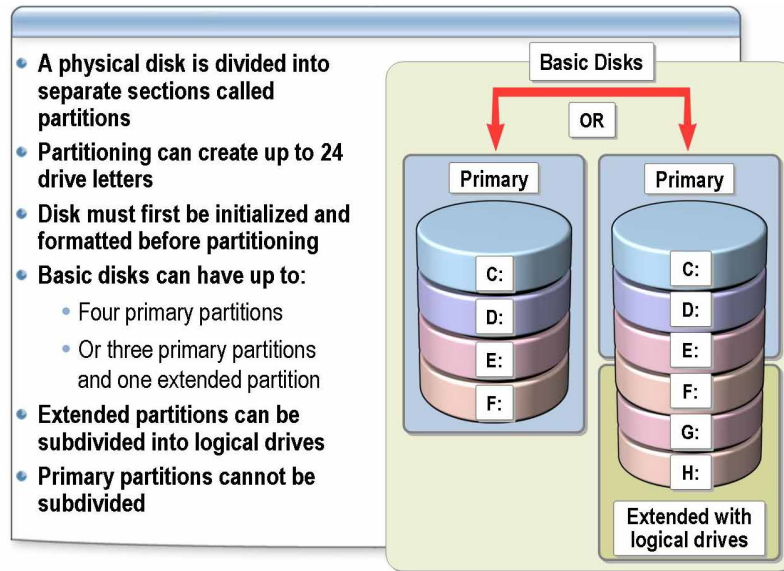 A physical disk is divided into
separate sections called
partitions
Partitioning can create up to 24
drive letters
Disk must first be initialized and
formatted before partitioning
Basic disks can have up to:
Four primary partitions
Or three primary partitions
and one extended partition
Extended partitions can be
subdivided into logical drives
Primary partitions cannot be
subdivided
Basic Disks
OR
Primary
C:
D:
E:
F:
Primary
C:
D:
E:
F:
G:
H:
Extended with
logical drives